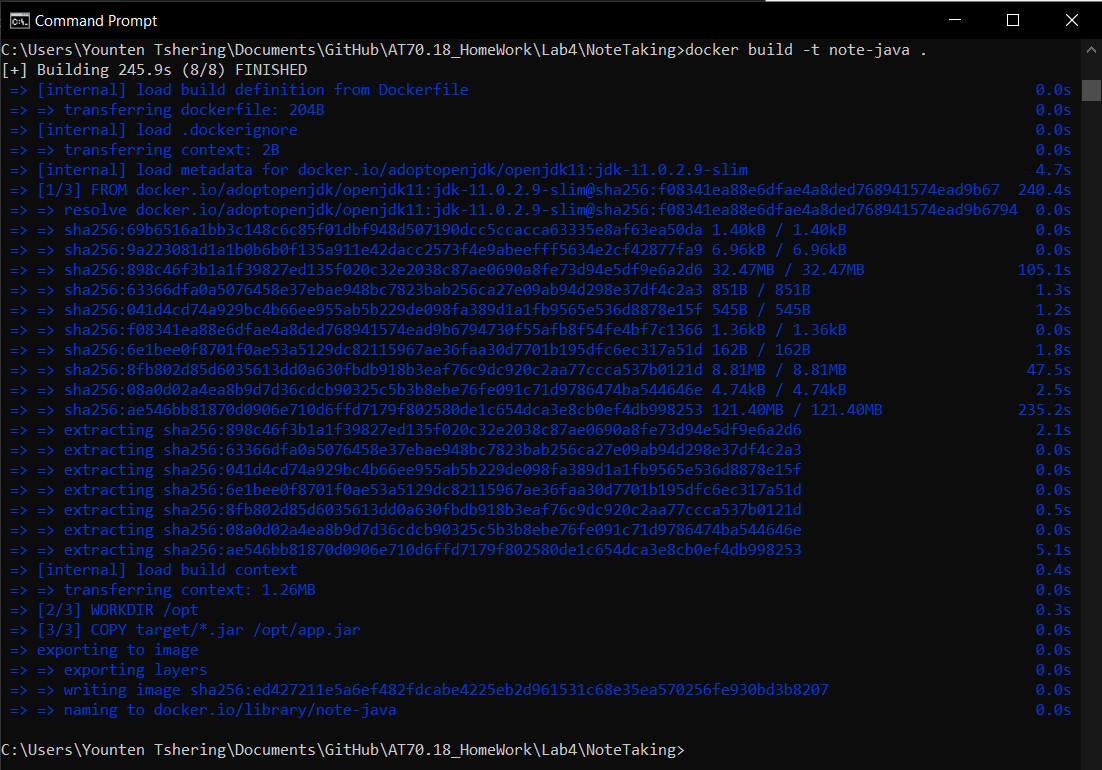 Command Prompt
C:\Users\Younten Tshering\Documents\GitHub\AT70.18_HomeWork\Lab4\NoteTaking>docker build -t note-java .
[+] Building 245.9s (8/8) FINISHED
=> [internal] load build definition from Dockerfile 0.0s
=> => transferring dockerfile: 204B 0.0s
=> [internal] load .dockerignore 0.0s
=> => transferring context: 2B 0.0s
=> [internal] load metadata for docker.io/adoptopenjdk/openjdk11:jdk-11.0.2.9-slim 4.7s
=> [1/3] FROM docker.io/adoptopenjdk/openjdk11:jdk-11.0.2.9-slim@sha256:f08341ea88e6dfae4a8ded768941574ead9b67 240.4s
=> => resolve docker.io/adoptopenjdk/openjdk11:jdk-11.0.2.9-slim@sha256:f08341ea88e6dfae4a8ded768941574ead9b6794 0.0s
=> => sha256:69b6516a1bb3c148c6c85f01dbf948d507190dcc5ccacca63335e8af63ea50da 1.40kB / 1.40kB 0.0s
=> => sha256:9a223081d1a1b0b6b0f135a911e42dacc2573f4e9abeefff5634e2cf42877fa9 6.96kB / 6.96kB 0.0s
=> => sha256:898c46f3b1a1f39827ed135f020c32e2038c87ae0690a8fe73d94e5df9e6a2d6 32.47MB / 32.47MB 105.1s
=> => sha256:63366dfa0a5076458e37ebae948bc7823bab256ca27e09ab94d298e37df4c2a3 851B / 851B 1.3s
=> => sha256:041d4cd74a929bc4b66ee955ab5b229de098fa389d1a1fb9565e536d8878e15f 545B / 545B 1.2s
=> => sha256:f08341ea88e6dfae4a8ded768941574ead9b6794730f55afb8f54fe4bf7c1366 1.36kB / 1.36kB 0.0s
=> => sha256:6e1bee0f8701f0ae53a5129dc82115967ae36faa30d7701b195dfc6ec317a51d 162B / 162B 1.8s
=> => sha256:8fb802d85d6035613dd0a630fbdb918b3eaf76c9dc920c2aa77ccca537b0121d 8.81MB / 8.81MB 47.5s
=> => sha256:08a0d02a4ea8b9d7d36cdcb90325c5b3b8ebe76fe091c71d9786474ba544646e 4.74kB / 4.74kB 2.5s
=> => sha256:ae546bb81870d0906e710d6ffd7179f802580de1c654dca3e8cb0ef4db998253 121.40MB / 121.40MB 235.2s
=> => extracting sha256:898c46f3b1a1f39827ed135f020c32e2038c87ae0690a8fe73d94e5df9e6a2d6 2.1s
=> => extracting sha256:63366dfa0a5076458e37ebae948bc7823bab256ca27e09ab94d298e37df4c2a3 0.0s
=> => extracting sha256:041d4cd74a929bc4b66ee955ab5b229de098fa389d1a1fb9565e536d8878e15f 0.0s
=> => extracting sha256:6e1bee0f8701f0ae53a5129dc82115967ae36faa30d7701b195dfc6ec317a51d 0.0s
=> => extracting sha256:8fb802d85d6035613dd0a630fbdb918b3eaf76c9dc920c2aa77ccca537b0121d 0.5s
=> => extracting sha256:08a0d02a4ea8b9d7d36cdcb90325c5b3b8ebe76fe091c71d9786474ba544646e 0.0s
=> => extracting sha256:ae546bb81870d0906e710d6ffd7179f802580de1c654dca3e8cb0ef4db998253 5.1s
=> [internal] load build context 0.4s
=> => transferring context: 1.26MB 0.0s
=> [2/3] WORKDIR /opt 0.3s
=> [3/3] COPY target/*.jar /opt/app.jar 0.0s
=> exporting to image 0.0s
=> => exporting layers 0.0s
=> => writing image sha256:ed427211e5a6ef482fdcabe4225eb2d961531c68e35ea570256fe930bd3b8207 0.0s
=> => naming to docker.io/library/note-java 0.0s
C:\Users\Younten Tshering\Documents\GitHub\AT70.18_HomeWork\Lab4\NoteTaking>